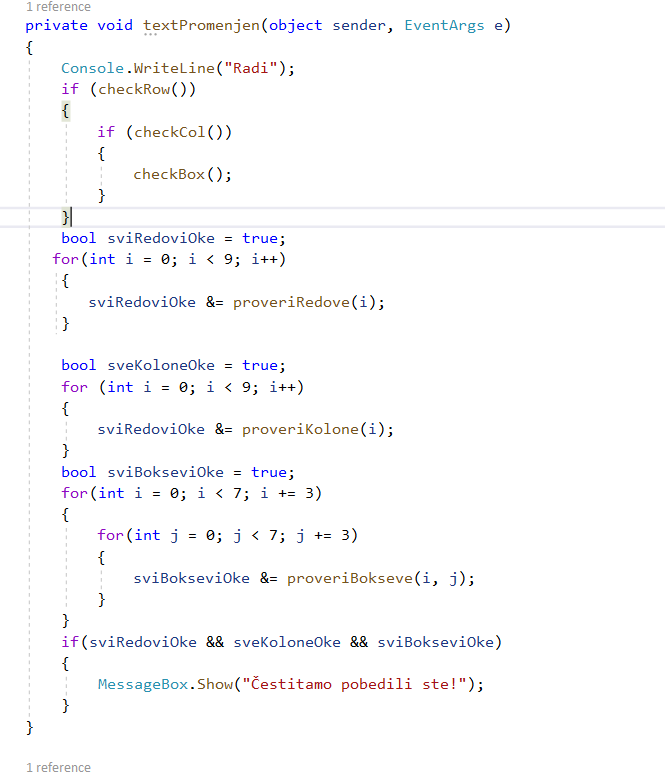 1 reference
private void textPromenjen(object sender, EventArgs e)
{
Console.WriteLine("Radi");
if (checkRow())
{
if (checkCol())
{
checkBox();
}
}
bool sviRedoviOke = true;
for(int i = 0; i < 9; i++)
{
sviRedoviOke &= proveriRedove(i);
}
bool sveKoloneOke = true;
for (int i = 0; i < 9; i++)
{
sviRedoviOke &= proveriKolone(i);
}
bool sviBokseviOke = true;
for(int i = 0; i < 7; i += 3)
{
for(int j = 0; j < 7; j += 3)
{
sviBokseviOke &= proveriBokseve(i, j);
}
}
if(sviRedoviOke && sveKoloneOke && sviBokseviOke)
{
MessageBox.Show("Čestitamo pobedili ste!");
}
}
1 reference